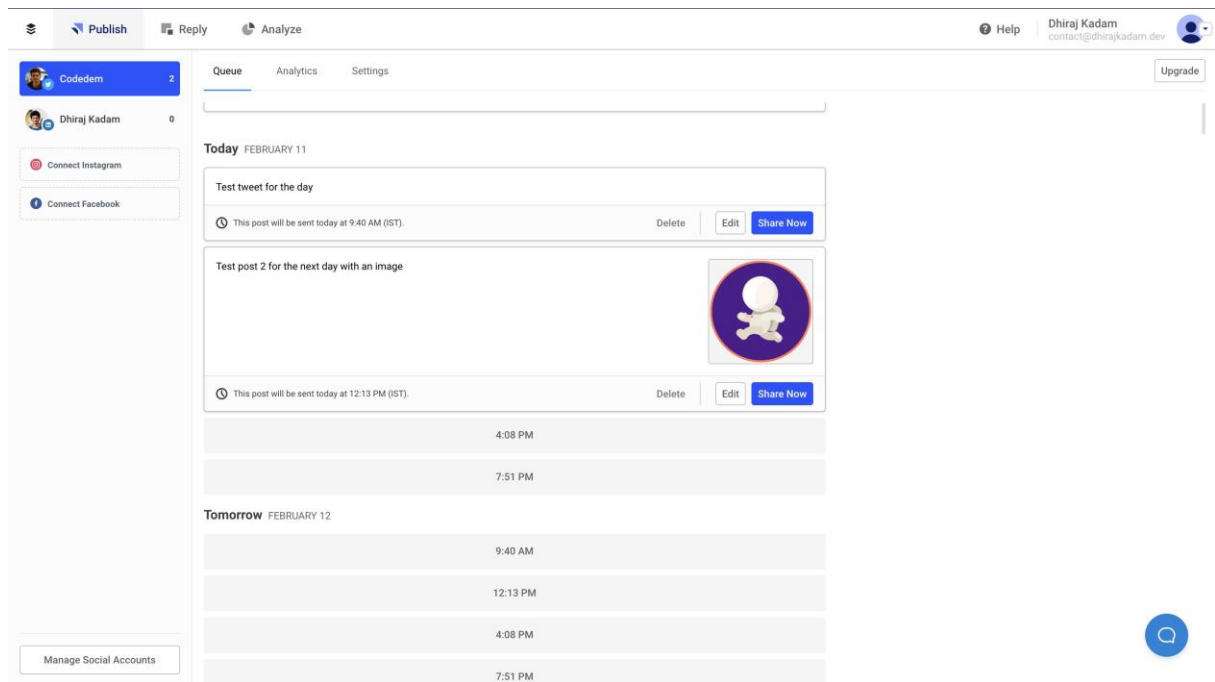 Publish
Reply
Analyze
Help
Dhiraj Kadam
contact@dhirajkadam.dev
Codedem 2
Dhiraj Kadam 0
Connect Instagram
Connect Facebook
Manage Social Accounts
Queue Analytics Settings
Upgrade
Today FEBRUARY 11
Test tweet for the day
This post will be sent today at 9:40 AM (IST).
Delete Edit Share Now
Test post 2 for the next day with an image
This post will be sent today at 12:13 PM (IST).
Delete Edit Share Now
4:08 PM
7:51 PM
Tomorrow FEBRUARY 12
9:40 AM
12:13 PM
4:08 PM
7:51 PM